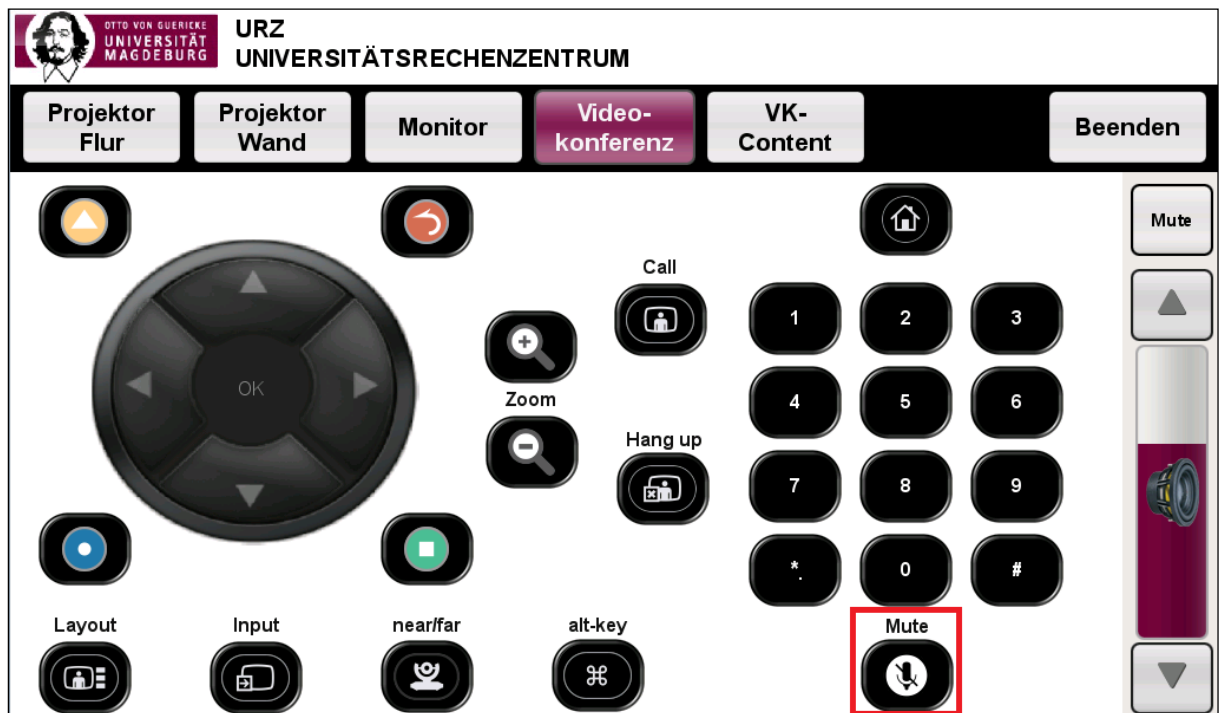 OTTO VON GUERICKE
UNIVERSITÄT
MAGDEBURG
URZ
UNIVERSITÄTSRECHENZENTRUM
Projektor
Flur
Projektor
Wand
Monitor
Video-
konferenz
VK-
Content
Beenden
Mute
Call
1
2
3
OK
Zoom
4
5
6
Hang up
7
8
9
*.
0
#
Layout
Input
near/far
alt-key
Mute
⌘